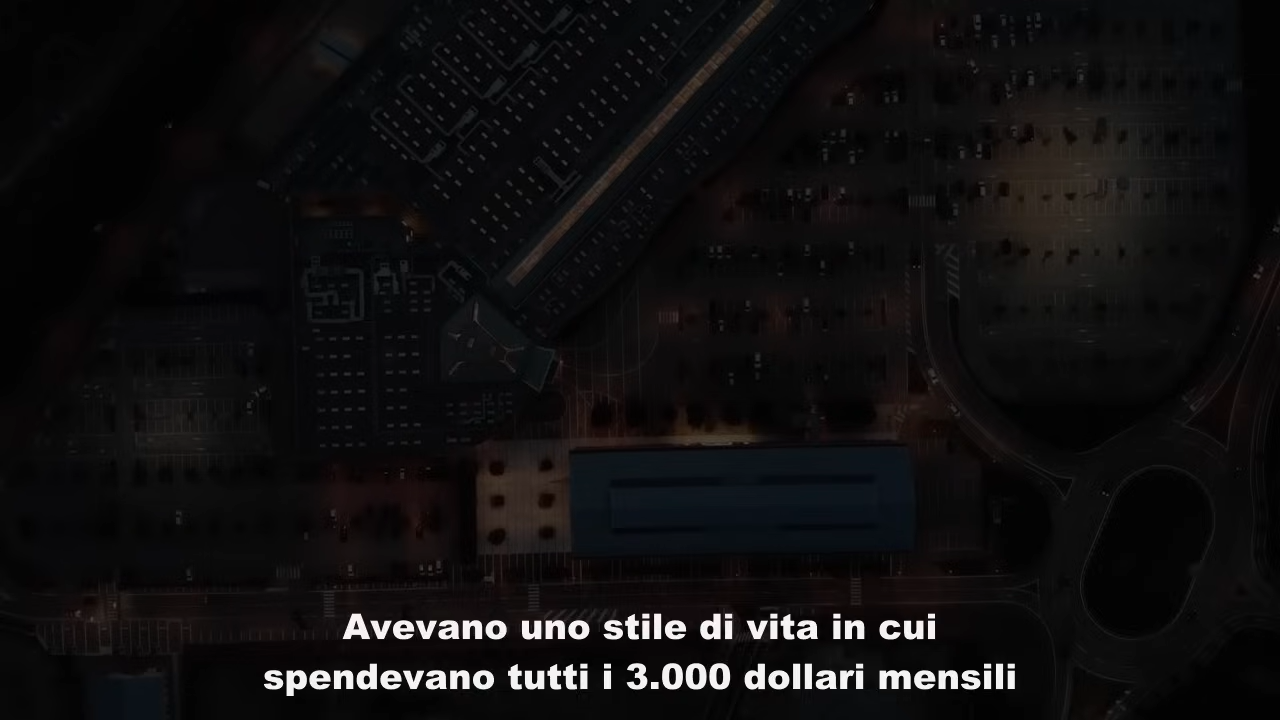 Avevano uno stile di vita in cui
spendevano tutti i 3.000 dollari mensili